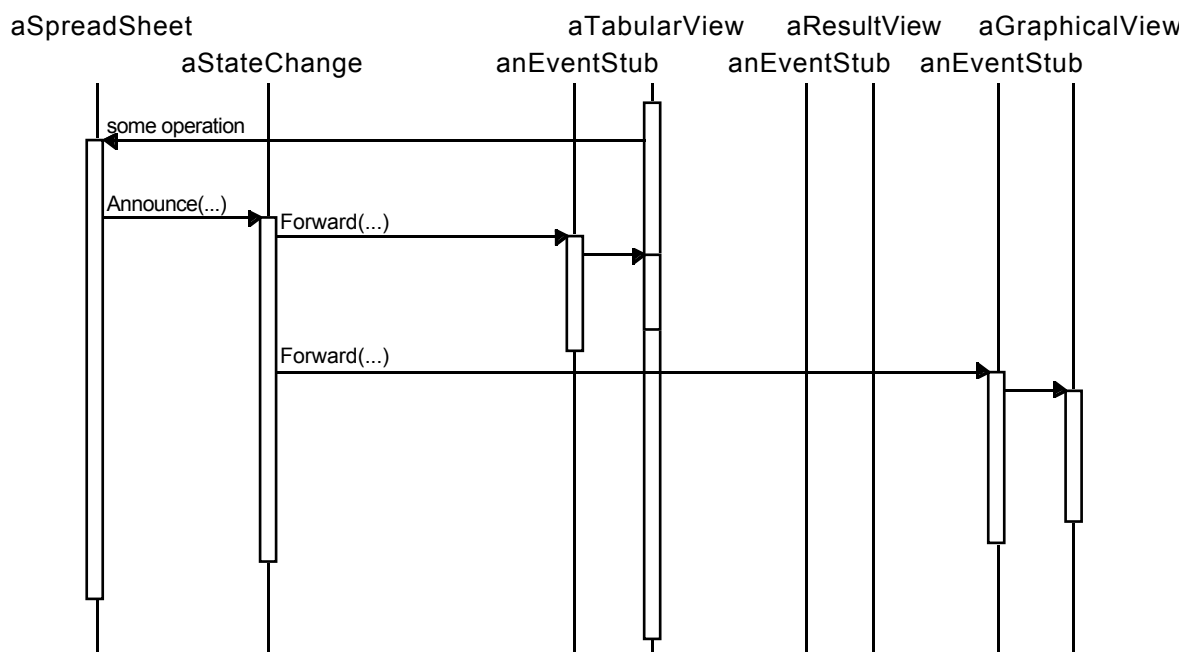 aSpreadSheet aTabularView aResultView aGraphicalView
aStateChange anEventStub anEventStub anEventStub
some operation
Announce(...)
Forward(...)
Forward(...)